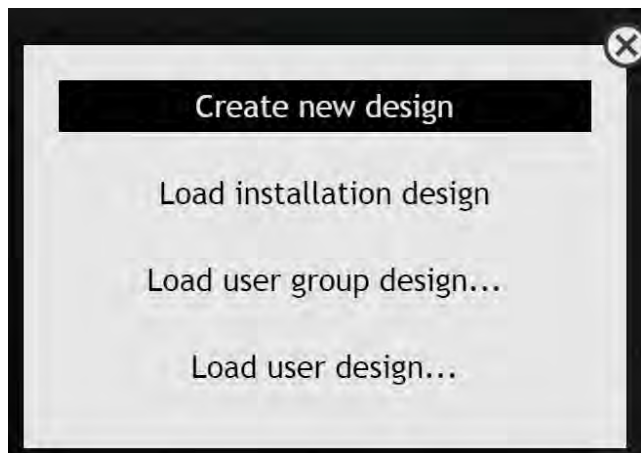 Create new design
Load installation design
Load user group design...
Load user design...